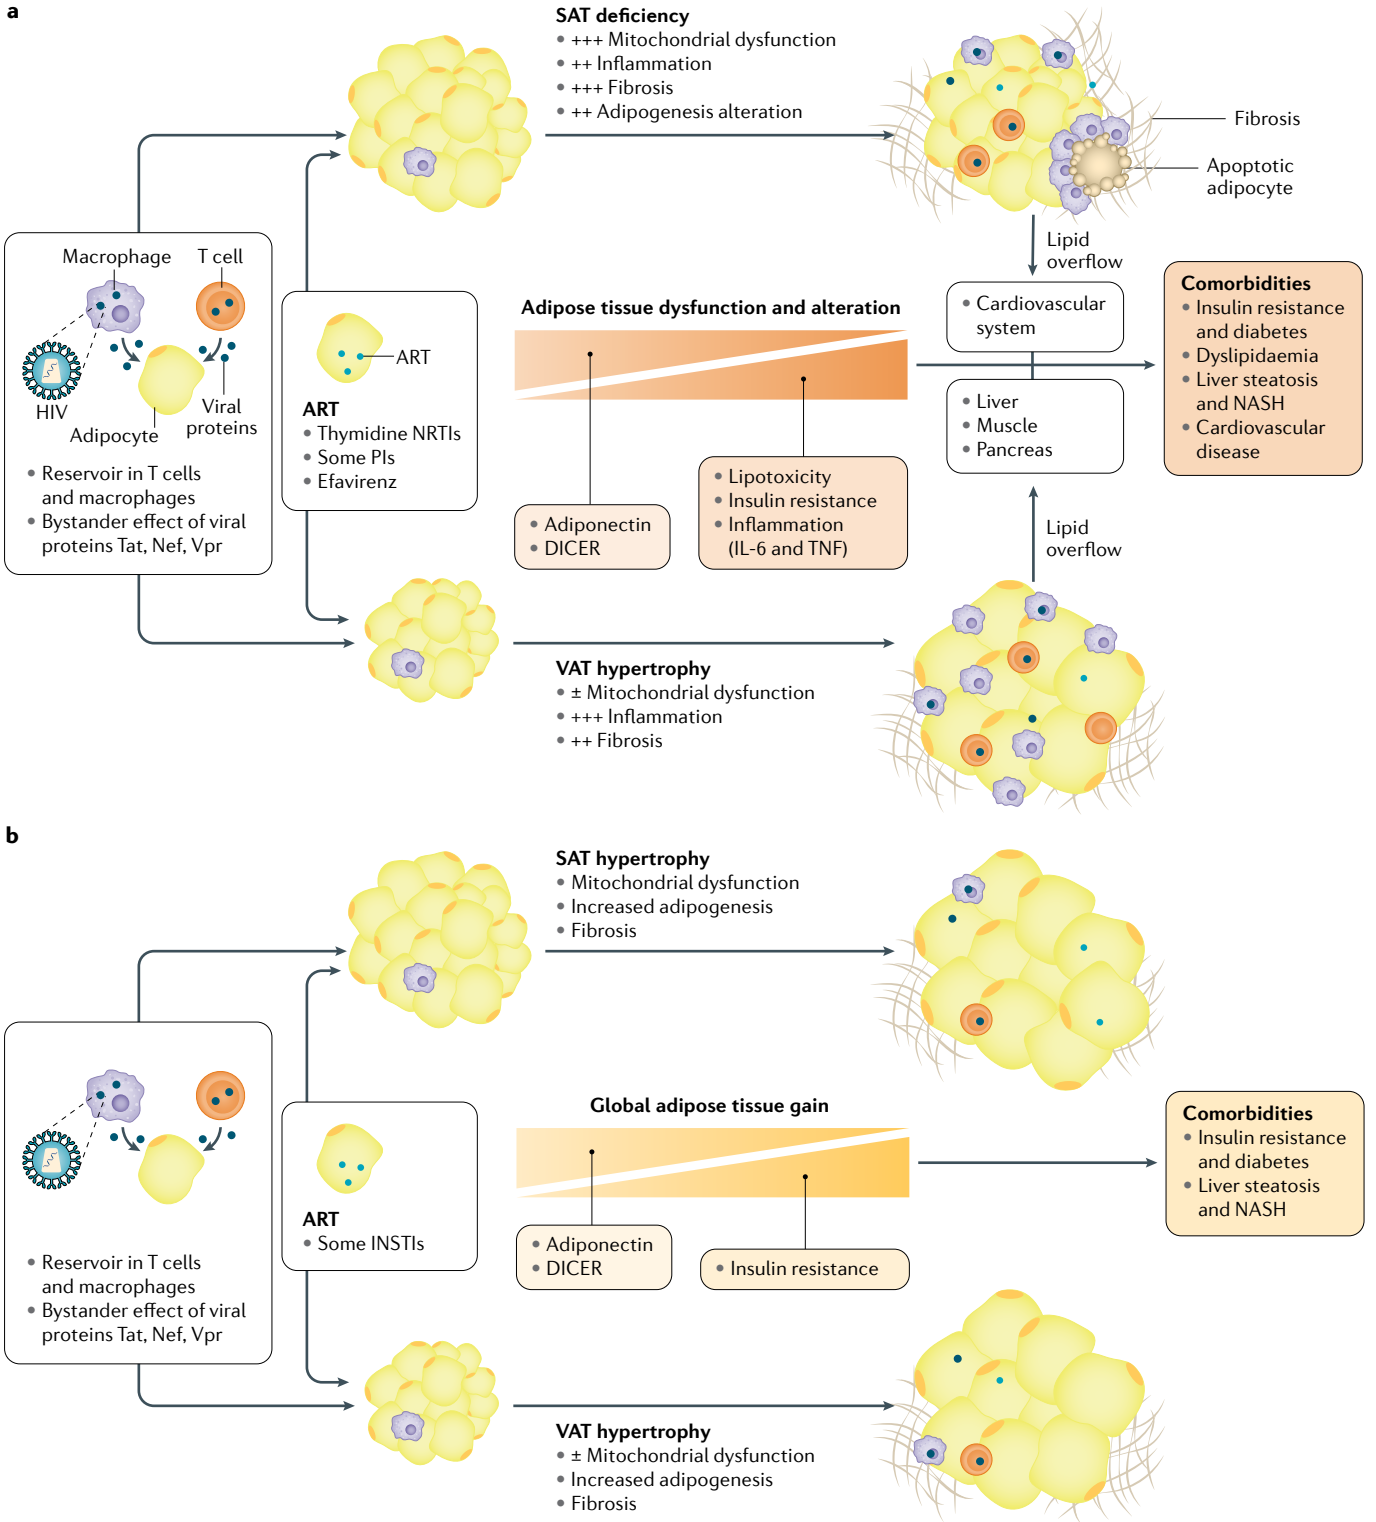 a
SAT deficiency
• +++ Mitochondrial dysfunction
• ++ Inflammation
• +++ Fibrosis
• ++ Adipogenesis alteration
Fibrosis
Apoptotic
adipocyte
Macrophage
T cell
HIV
Adipocyte
Viral
proteins
• Reservoir in T cells
and macrophages
• Bystander effect of viral
proteins Tat, Nef, Vpr
ART
ART
• Thymidine NRTIs
• Some PIs
• Efavirenz
Adipose tissue dysfunction and alteration
• Adiponectin
• DICER
• Lipotoxicity
• Insulin resistance
• Inflammation
(IL-6 and TNF)
Lipid
overflow
• Cardiovascular
system
• Liver
• Muscle
• Pancreas
Lipid
overflow
Comorbidities
• Insulin resistance
and diabetes
• Dyslipidaemia
• Liver steatosis
and NASH
• Cardiovascular
disease
VAT hypertrophy
• ± Mitochondrial dysfunction
• +++ Inflammation
• ++ Fibrosis
b
SAT hypertrophy
• Mitochondrial dysfunction
• Increased adipogenesis
• Fibrosis
• Reservoir in T cells
and macrophages
• Bystander effect of viral
proteins Tat, Nef, Vpr
ART
• Some INSTIs
Global adipose tissue gain
• Adiponectin
• DICER
• Insulin resistance
Comorbidities
• Insulin resistance
and diabetes
• Liver steatosis
and NASH
VAT hypertrophy
• ± Mitochondrial dysfunction
• Increased adipogenesis
• Fibrosis